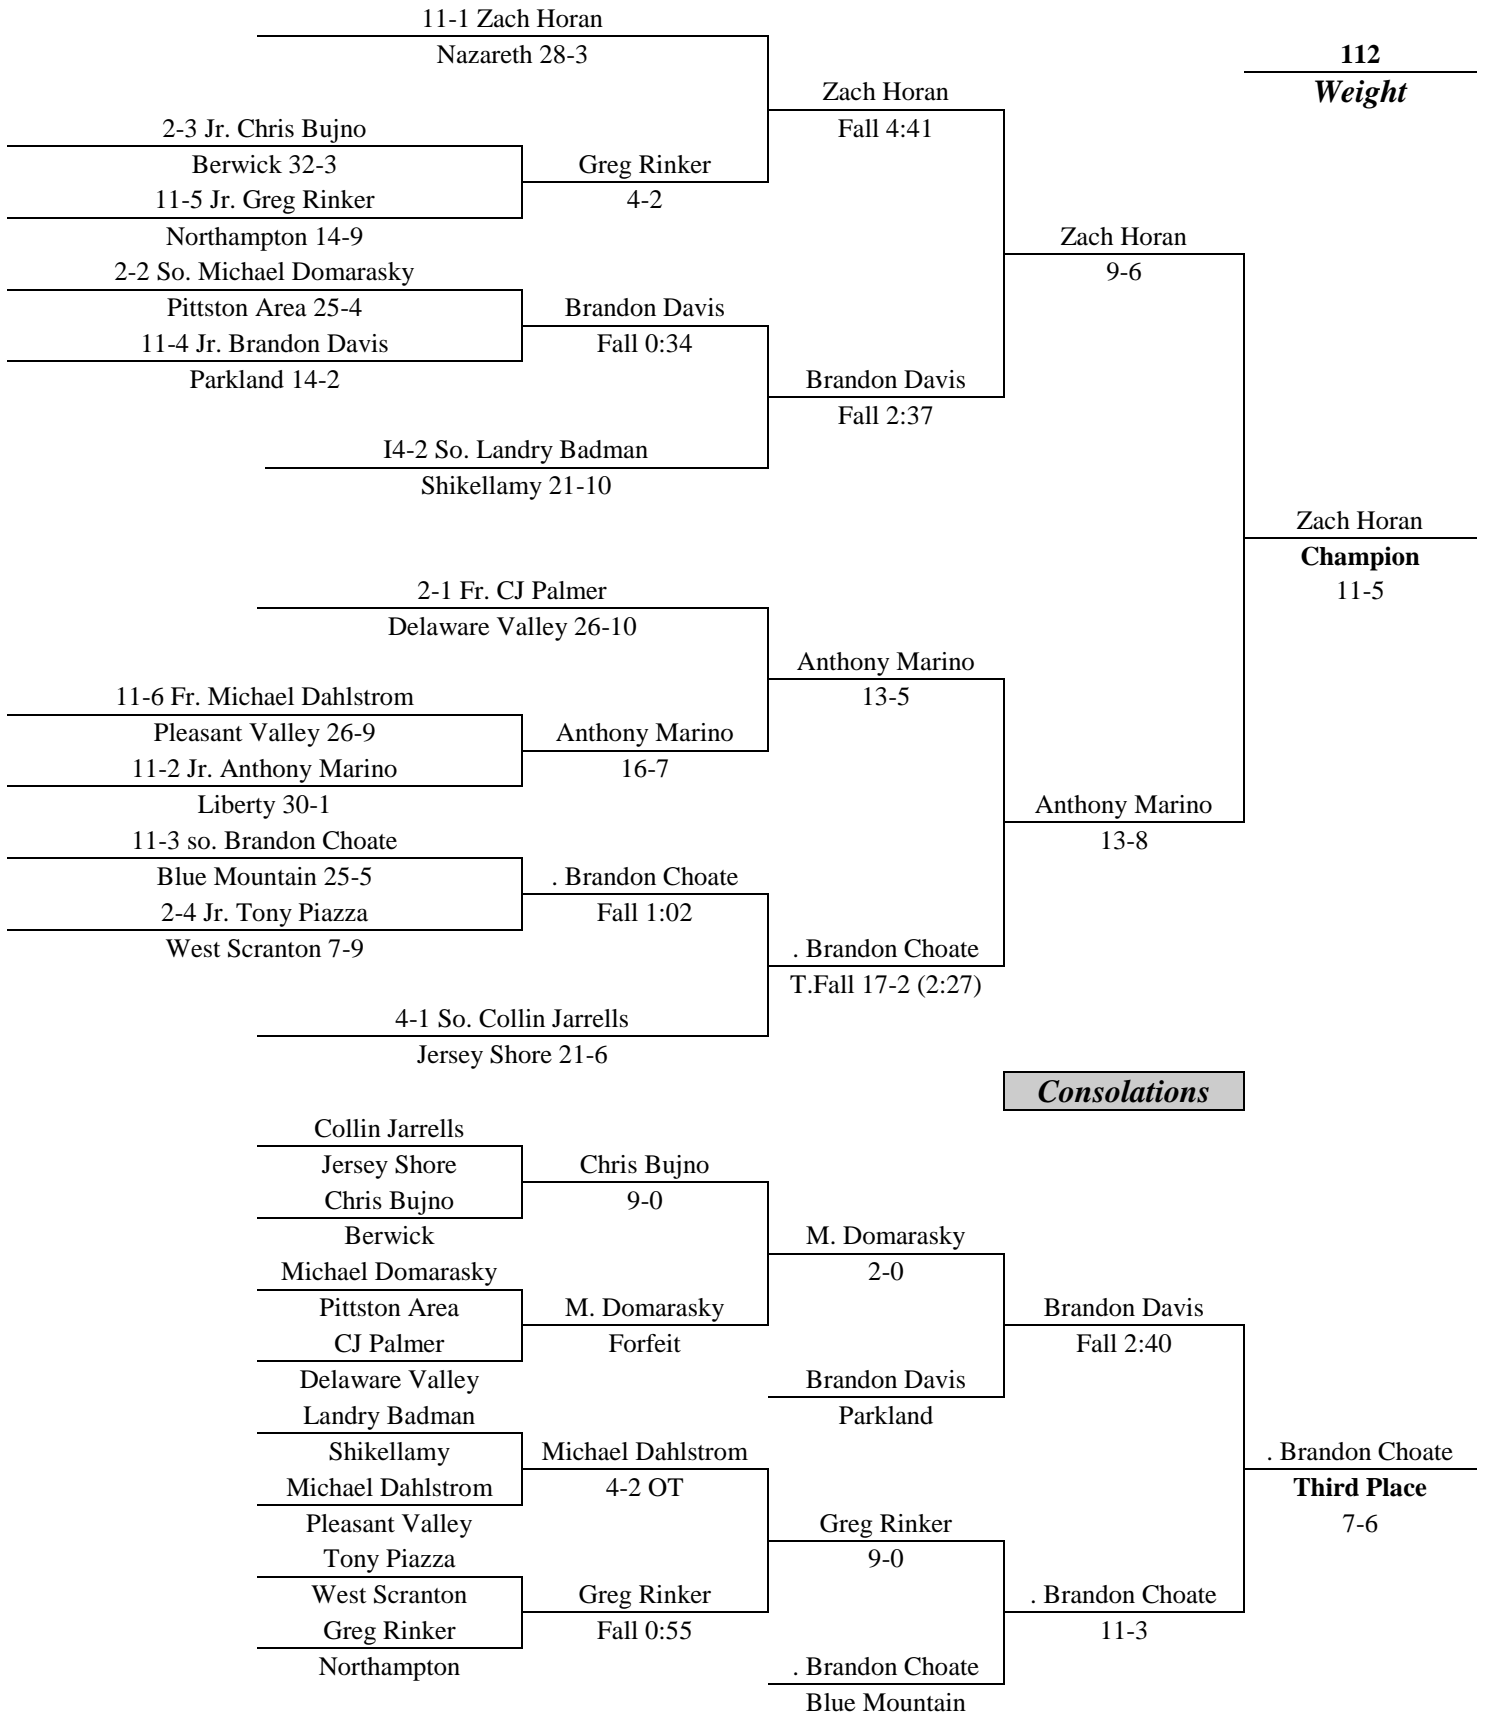 11-1 Zach Horan
Nazareth 28-3
112
Weight
Zach Horan
Fall 4:41
2-3 Jr. Chris Bujno
Berwick 32-3
Greg Rinker
11-5 Jr. Greg Rinker
4-2
Northampton 14-9
Zach Horan
2-2 So. Michael Domarasky
9-6
Pittston Area 25-4
Brandon Davis
11-4 Jr. Brandon Davis
Fall 0:34
Parkland 14-2
Brandon Davis
Fall 2:37
I4-2 So. Landry Badman
Shikellamy 21-10
Zach Horan
Champion
11-5
2-1 Fr. CJ Palmer
Delaware Valley 26-10
Anthony Marino
13-5
11-6 Fr. Michael Dahlstrom
Pleasant Valley 26-9
Anthony Marino
11-2 Jr. Anthony Marino
16-7
Liberty 30-1
Anthony Marino
11-3 so. Brandon Choate
13-8
Blue Mountain 25-5
. Brandon Choate
2-4 Jr. Tony Piazza
Fall 1:02
West Scranton 7-9
. Brandon Choate
T.Fall 17-2 (2:27)
4-1 So. Collin Jarrells
Jersey Shore 21-6
Consolations
Collin Jarrells
Jersey Shore
Chris Bujno
Chris Bujno
9-0
Berwick
M. Domarasky
Michael Domarasky
2-0
Pittston Area
M. Domarasky
Brandon Davis
CJ Palmer
Forfeit
Fall 2:40
Delaware Valley
Brandon Davis
Landry Badman
Parkland
Shikellamy
Michael Dahlstrom
. Brandon Choate
Michael Dahlstrom
4-2 OT
Third Place
Pleasant Valley
Greg Rinker
7-6
Tony Piazza
9-0
West Scranton
Greg Rinker
. Brandon Choate
Greg Rinker
Fall 0:55
11-3
Northampton
. Brandon Choate
Blue Mountain